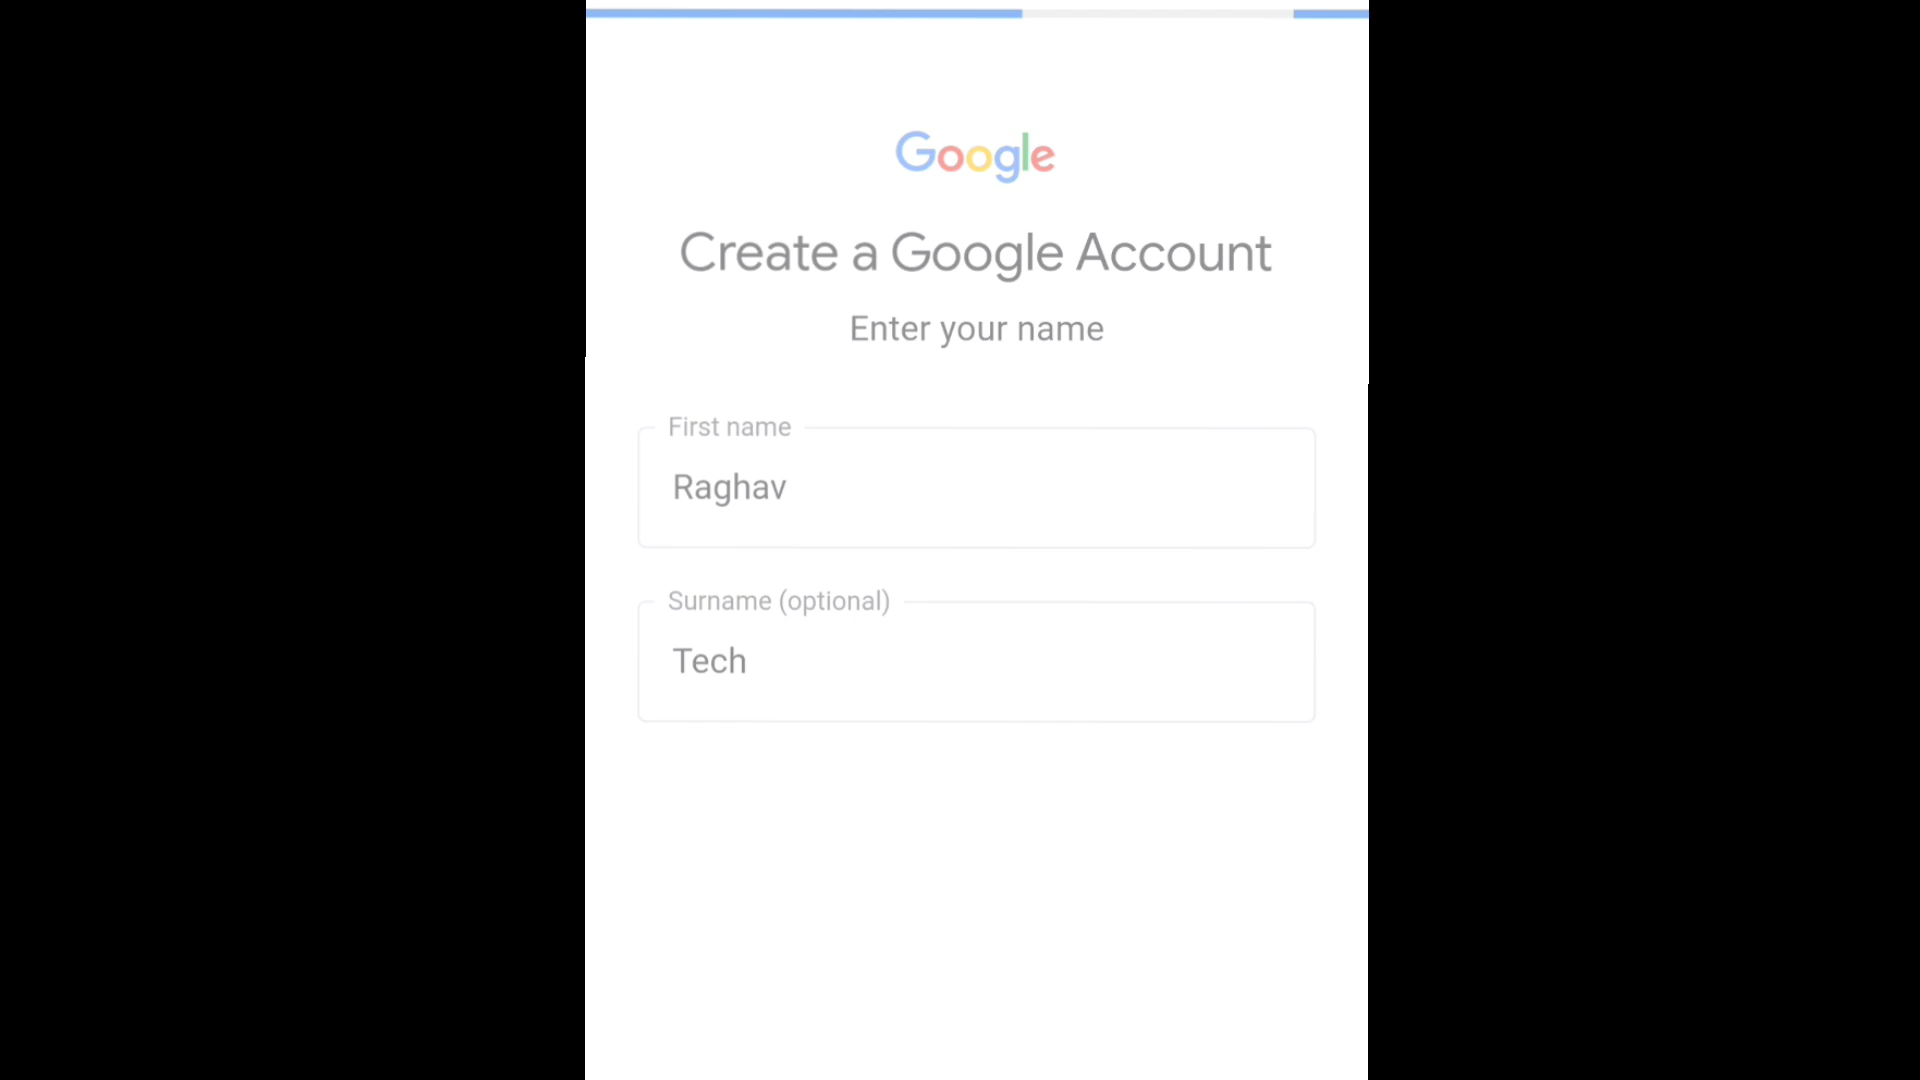 Google
Create a Google Account
Enter your name
First name
Raghav
Surname (optional)
Tech